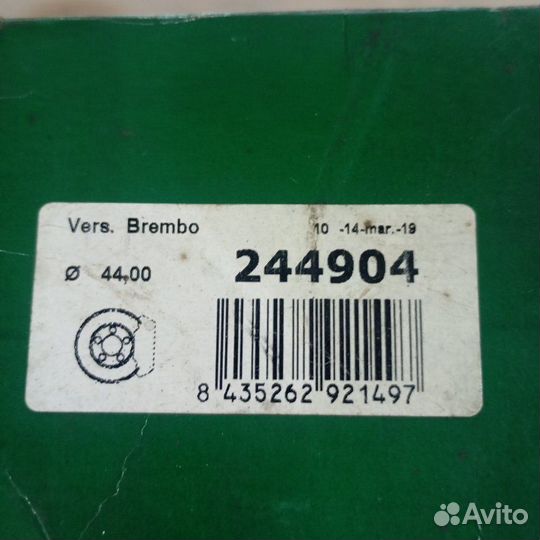 Vers. Brembo 10 -14-mar.-19
Ø 44,00 244904
8 435262 921497
Avito